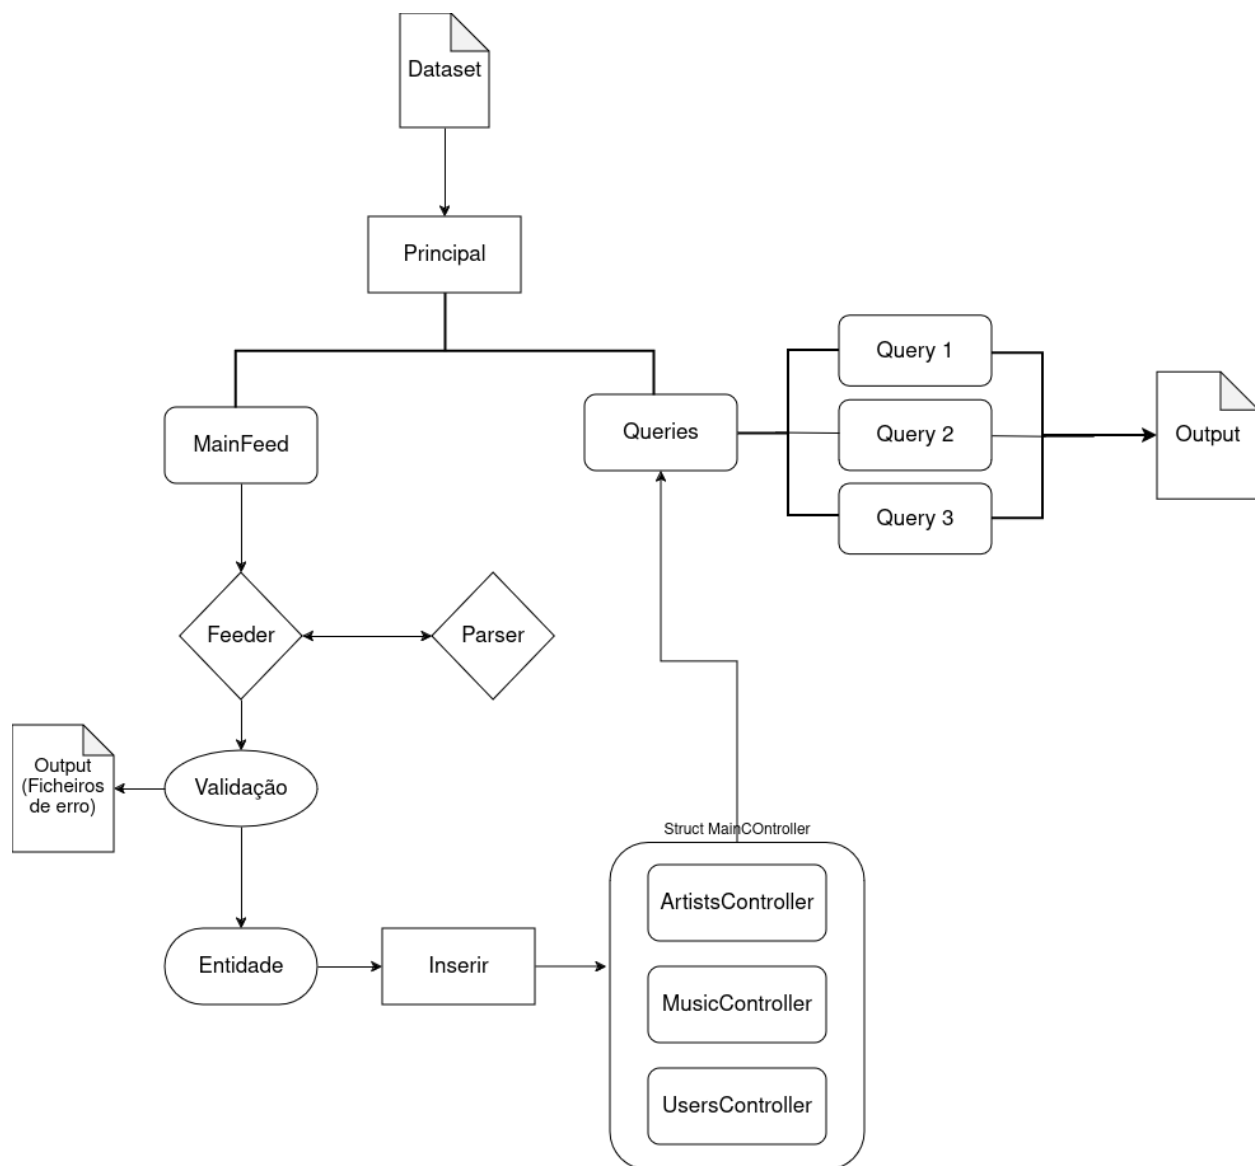 Dataset
Principal
Query 1
MainFeed
Queries
Query 2
Output
Query 3
Feeder
Parser
Output
(Ficheiros
de erro)
Validação
Struct MainCOntroller
ArtistsController
Entidade
Inserir
MusicController
UsersController